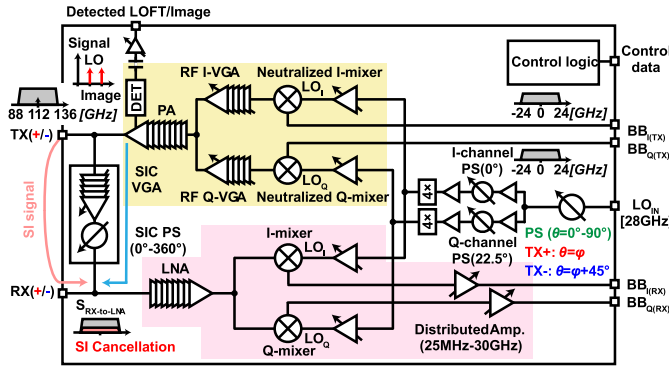 Detected LOFT/Image
Signal
LO
Image
88 112 136 [GHz]
TX(+/-)
DET
PA
RF I-VGA
Neutralized I-mixer
LOI
RF Q-VGA
LOQ
Neutralized Q-mixer
Control logic
Control
data
-24 0 24[GHz]
BBI(TX)
BBQ(TX)
-24 0 24[GHz]
I-channel
PS(0°)
4×
4×
Q-channel
PS(22.5°)
LOIN
[28GHz]
PS (θ=0°-90°)
TX+: θ=φ
TX-: θ=φ+45°
SI signal
SIC
VGA
SIC PS
(0°-360°)
RX(+/-)
SRX-to-LNA
SI Cancellation
LNA
I-mixer
LOI
LOQ
Q-mixer
BBI(RX)
BBQ(RX)
Distributed Amp.
(25MHz-30GHz)